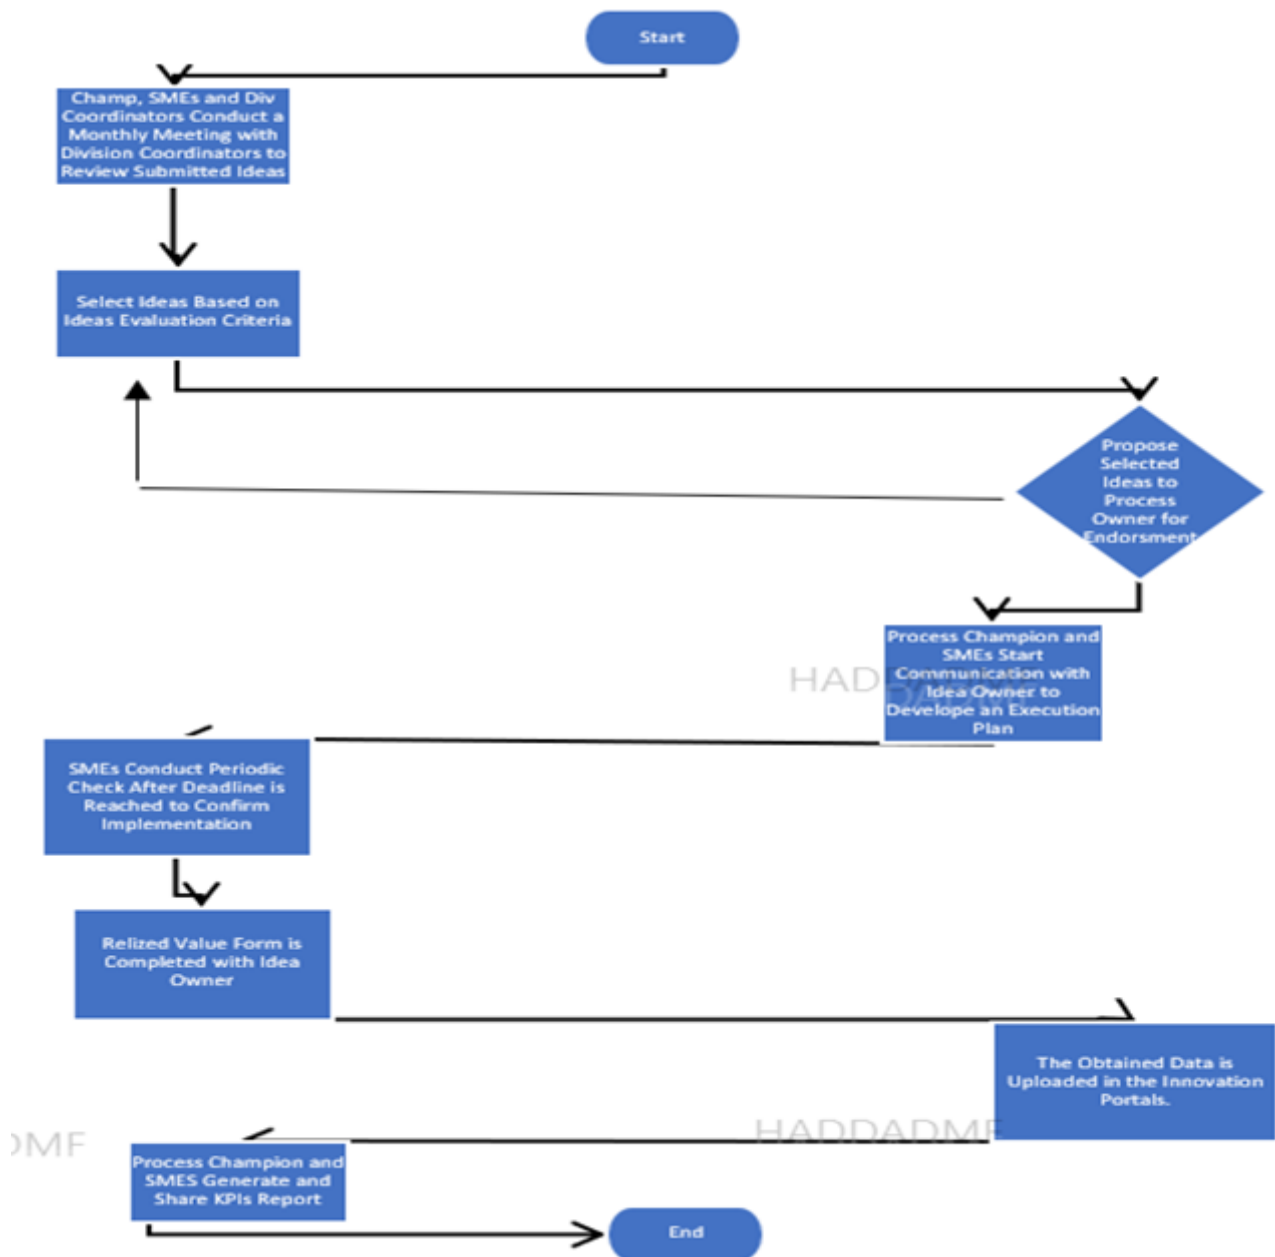 Start
Champ, SMEs and Div
Coordinators Conduct a
Monthly Meeting with
Division Coordinators to
Review Submitted Ideas
Select Ideas Based on
Ideas Evaluation Criteria
Propose
Selected
Ideas to
Process
Owner for
Endorsment
Process Champion and
SMEs Start
Communication with
Idea Owner to
Develope an Execution
Plan
HADDADMF
SMEs Conduct Periodic
Check After Deadline is
Reached to Confirm
Implementation
Relized Value Form is
Completed with Idea
Owner
The Obtained Data is
Uploaded in the Innovation
Portals.
HADDADMF
DMF
Process Champion and
SMES Generate and
Share KPIs Report
End